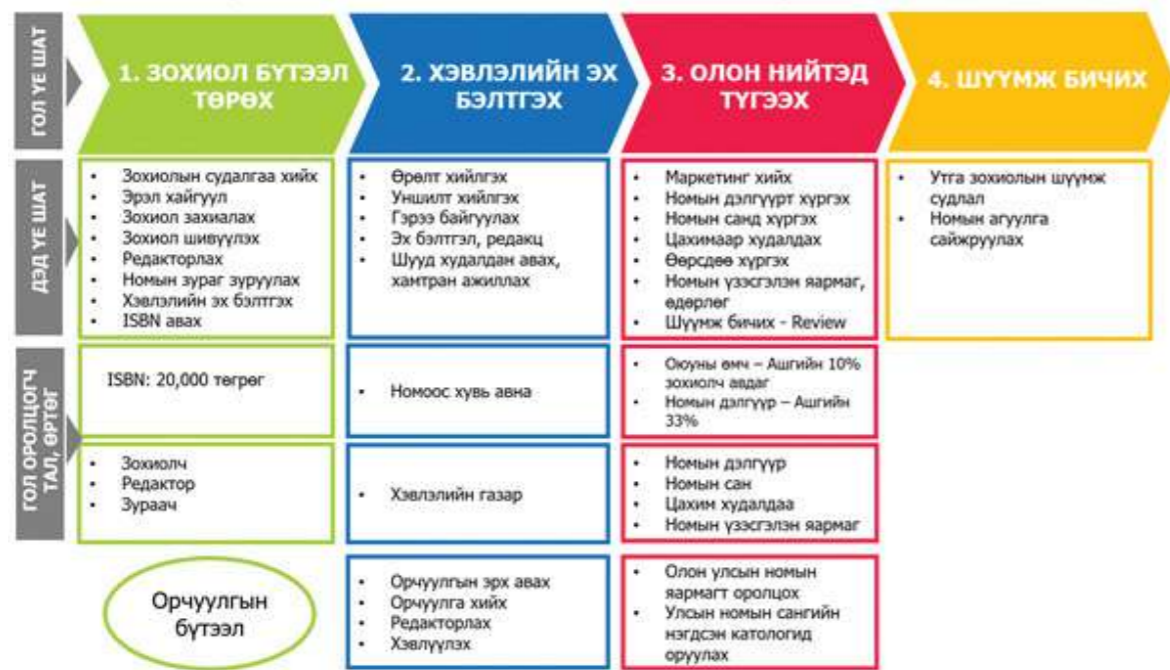 ГОЛ ҮЕ ШАТ
1. ЗОХИОЛ БҮТЭЭЛ
ТӨРӨХ
2. ХЭВЛЭЛИЙН ЭХ
БЭЛТГЭХ
3. ОЛОН НИЙТЭД
ТҮГЭЭХ
4. ШҮҮМЖ БИЧИХ
ДЭД ҮЕ ШАТ
• Зохиолын судалгаа хийх
• Эрэл хайгуул
• Зохиол захиалах
• Зохиол шивүүлэх
• Редакторлах
• Номын зураг зуруулах
• Хэвлэлийн эх бэлтгэх
• ISBN авах
• Өрөлт хийлгэх
• Уншилт хийлгэх
• Гэрээ байгуулах
• Эх бэлтгэл, редакц
• Шууд худалдан авах,
хамтран ажиллах
• Маркетинг хийх
• Номын дэлгүүрт хүргэх
• Номын санд хүргэх
• Цахимаар худалдах
• Өөрсдөө хүргэх
• Номын үзэсгэлэн яармаг,
өдөрлөг
• Шүүмж бичих - Review
• Утга зохиолын шүүмж
судлал
• Номын агуулга
сайжруулах
ГОЛ ОРОЛЦОГЧ
ТАЛ, ӨРТӨГ
ISBN: 20,000 төгрөг
• Номоос хувь авна
• Оюуны өмч – Ашгийн 10%
зохиолч авдаг
• Номын дэлгүүр – Ашгийн
33%
• Зохиолч
• Редактор
• Зураач
• Хэвлэлийн газар
• Номын дэлгүүр
• Номын сан
• Цахим худалдаа
• Номын үзэсгэлэн яармаг
Орчуулгын
бүтээл
• Орчуулгын эрх авах
• Орчуулга хийх
• Редакторлах
• Хэвлүүлэх
• Олон улсын номын
яармагт оролцох
• Улсын номын сангийн
нэгдсэн катологид
оруулах